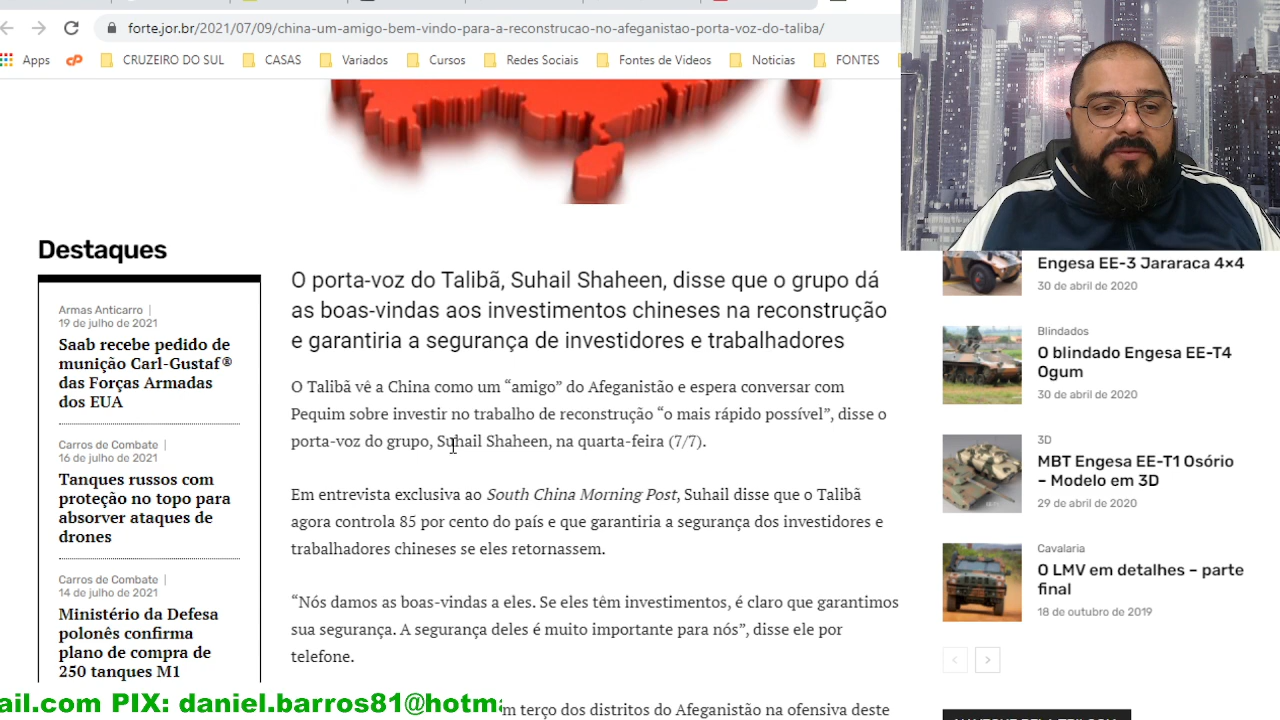 forte.jor.br/2021/07/09/china-um-amigo-bem-vindo-para-a-reconstrucao-no-afeganistao-porta-voz-do-taliba/
Apps
CRUZEIRO DO SUL
CASAS
Variados
Cursos
Redes Sociais
Fontes de Videos
Noticias
FONTES
Destaques
Armas Anticarro |
19 de julho de 2021
Saab recebe pedido de
munição Carl-Gustaf®
das Forças Armadas
dos EUA
Carros de Combate |
16 de julho de 2021
Tanques russos com
proteção no topo para
absorver ataques de
drones
Carros de Combate |
14 de julho de 2021
Ministério da Defesa
polonês confirma
plano de compra de
250 tanques M1
O porta-voz do Talibã, Suhail Shaheen, disse que o grupo dá
as boas-vindas aos investimentos chineses na reconstrução
e garantiria a segurança de investidores e trabalhadores
O Talibã vê a China como um “amigo” do Afeganistão e espera conversar com
Pequim sobre investir no trabalho de reconstrução “o mais rápido possível”, disse o
porta-voz do grupo, Suhail Shaheen, na quarta-feira (7/7).
Em entrevista exclusiva ao South China Morning Post, Suhail disse que o Talibã
agora controla 85 por cento do país e que garantiria a segurança dos investidores e
trabalhadores chineses se eles retornassem.
“Nós damos as boas-vindas a eles. Se eles têm investimentos, é claro que garantimos
sua segurança. A segurança deles é muito importante para nós”, disse ele por
telefone.
m terço dos distritos do Afeganistão na ofensiva deste
Engesa EE-3 Jararaca 4×4
30 de abril de 2020
Blindados
O blindado Engesa EE-T4
Ogum
30 de abril de 2020
3D
MBT Engesa EE-T1 Osório
– Modelo em 3D
29 de abril de 2020
Cavalaria
O LMV em detalhes – parte
final
18 de outubro de 2019
ail.com PIX: daniel.barros81@hotm